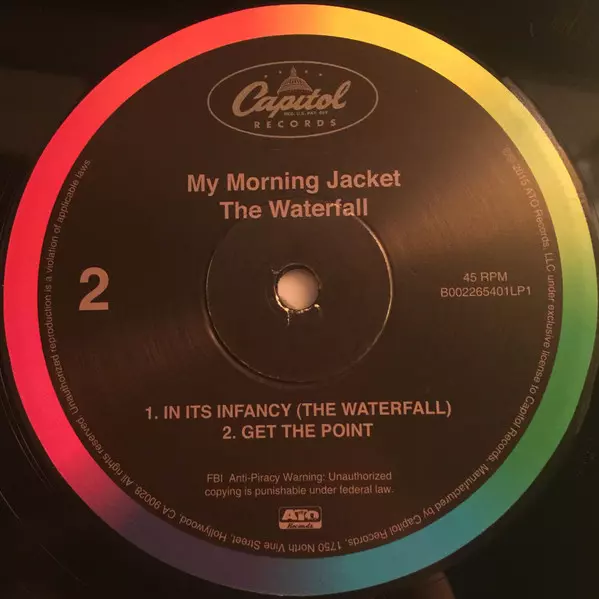 Capitol
REG. U.S. PAT. OFF.
RECORDS
My Morning Jacket
The Waterfall
2
45 RPM
B002265401LP1
1. IN ITS INFANCY (THE WATERFALL)
2. GET THE POINT
FBI Anti-Piracy Warning: Unauthorized
copying is punishable under federal law.
ATO
Records
℗© 2015 ATO Records, LLC under exclusive license to Capitol Records. Manufactured by Capitol Records, 1750 North Vine Street, Hollywood, CA 90028. All rights reserved. Unauthorized reproduction is a violation of applicable laws.